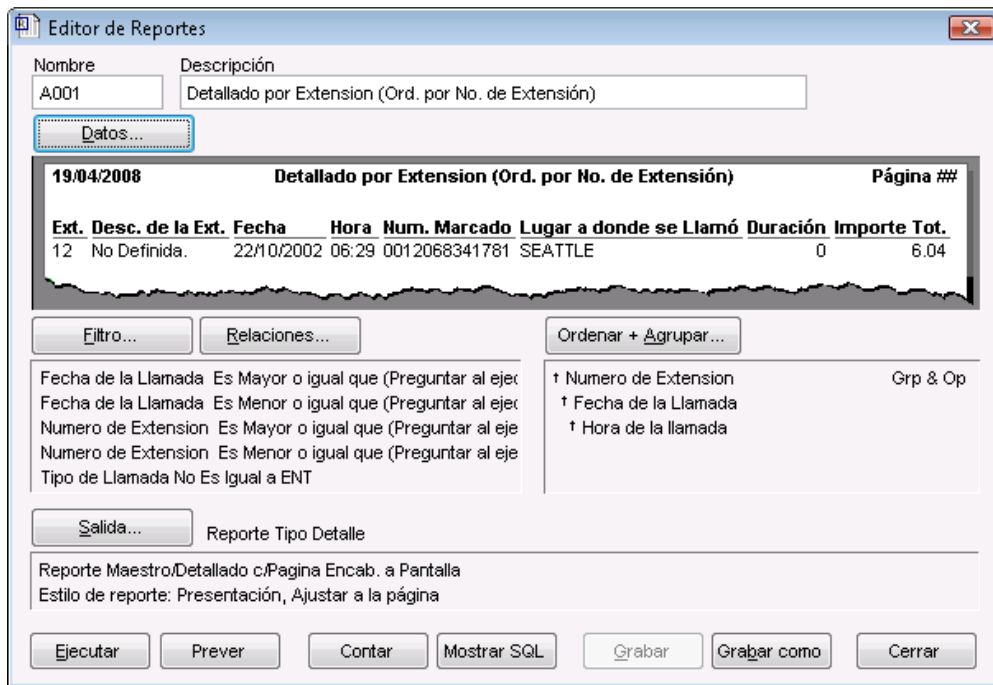 Editor de Reportes
Nombre Descripción
A001 Detallado por Extension (Ord. por No. de Extensión)
Datos...
19/04/2008 Detallado por Extension (Ord. por No. de Extensión) Página ##
Ext. Desc. de la Ext. Fecha Hora Num. Marcado Lugar a donde se Llamó Duración Importe Tot.
12 No Definida. 22/10/2002 06:29 0012068341781 SEATTLE 0 6.04
Filtro... Relaciones... Ordenar + Agrupar...
Fecha de la Llamada Es Mayor o igual que (Preguntar al ejec
Fecha de la Llamada Es Menor o igual que (Preguntar al ejec
Numero de Extension Es Mayor o igual que (Preguntar al eje
Numero de Extension Es Menor o igual que (Preguntar al eje
Tipo de Llamada No Es Igual a ENT
↑ Numero de Extension Grp & Op
↑ Fecha de la Llamada
↑ Hora de la llamada
Salida... Reporte Tipo Detalle
Reporte Maestro/Detallado c/Pagina Encab. a Pantalla
Estilo de reporte: Presentación, Ajustar a la página
Ejecutar Prever Contar Mostrar SQL Grabar Grabar como Cerrar